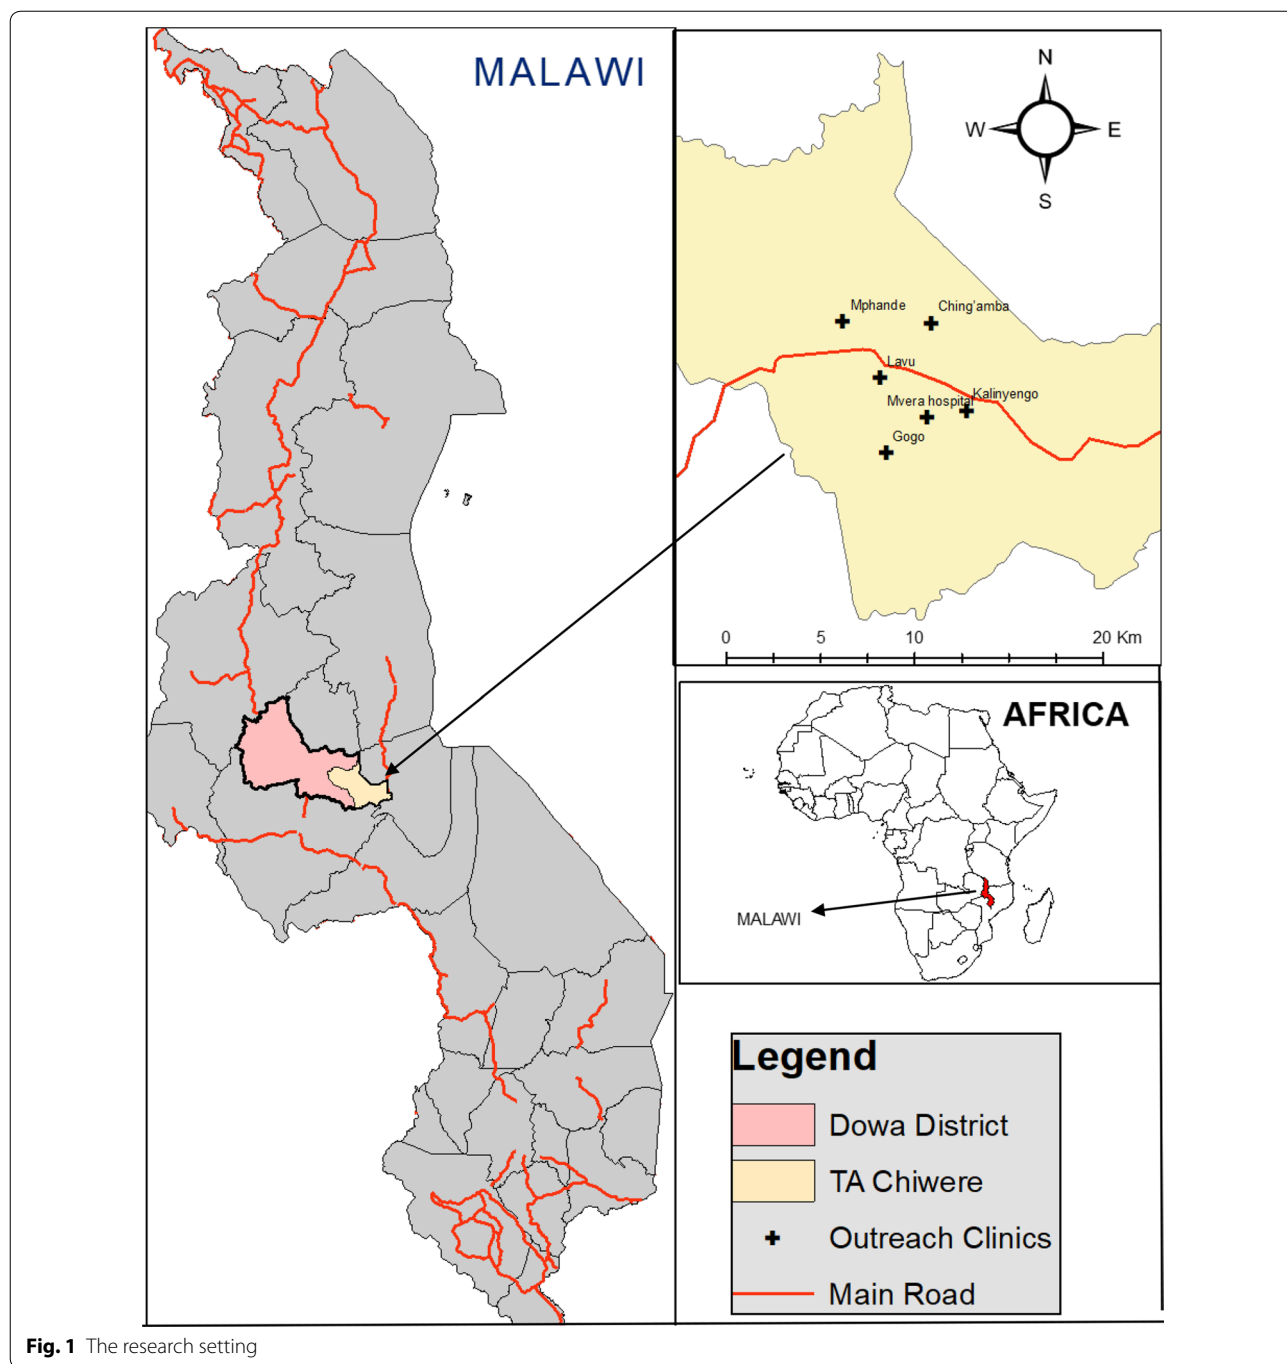 MALAWI
N
W
E
S
Mphande
Ching'amba
Lavu
Kalinyengo
Mvera hospital
Gogo
0 5 10 20 Km
AFRICA
MALAWI
Legend
Dowa District
TA Chiwere
Outreach Clinics
Main Road
Fig. 1 The research setting